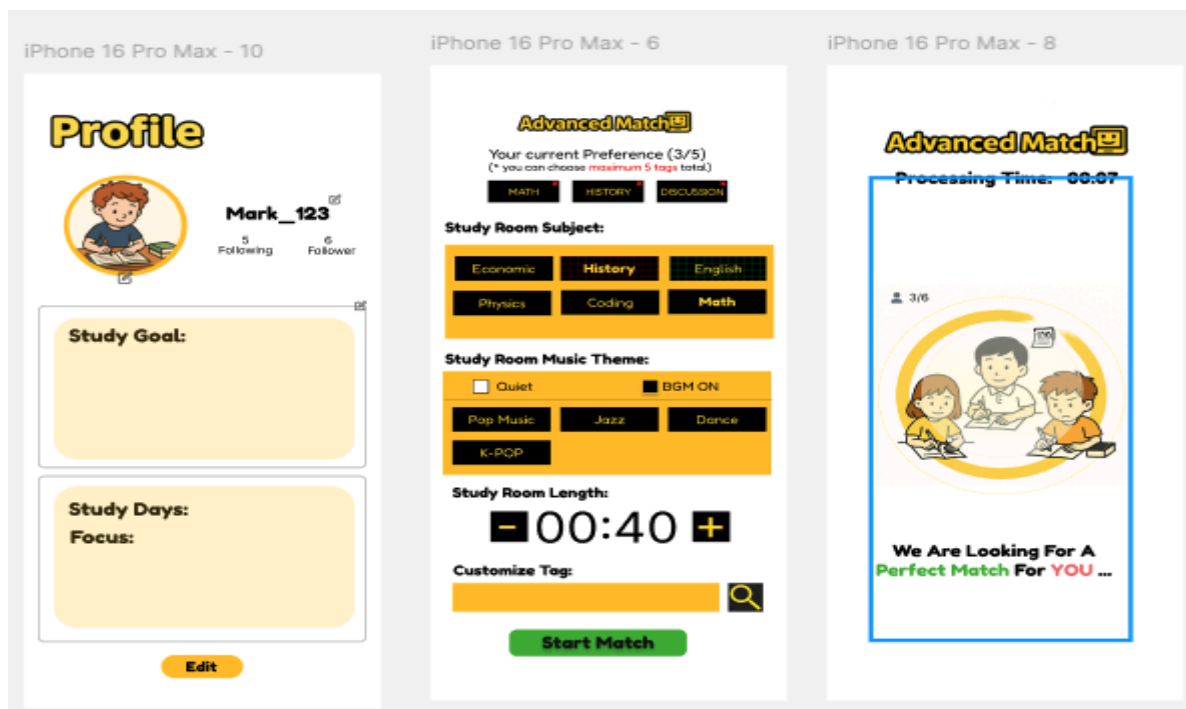 iPhone 16 Pro Max - 10
Profile
Mark_123
5 6
Following Follower
Study Goal:
Study Days:
Focus:
Edit
iPhone 16 Pro Max - 6
Advanced Match
Your current Preference (3/5)
(* you can choose maximum 5 tags total)
MATH HISTORY DISCUSSION
Study Room Subject:
Economic History English
Physics Coding Math
Study Room Music Theme:
Quiet BGM ON
Pop Music Jazz Dance
K-POP
Study Room Length:
- 00:40 +
Customize Tag:
Start Match
iPhone 16 Pro Max - 8
Advanced Match
Processing Time: 00:07
3/6
We Are Looking For A
Perfect Match For YOU ...